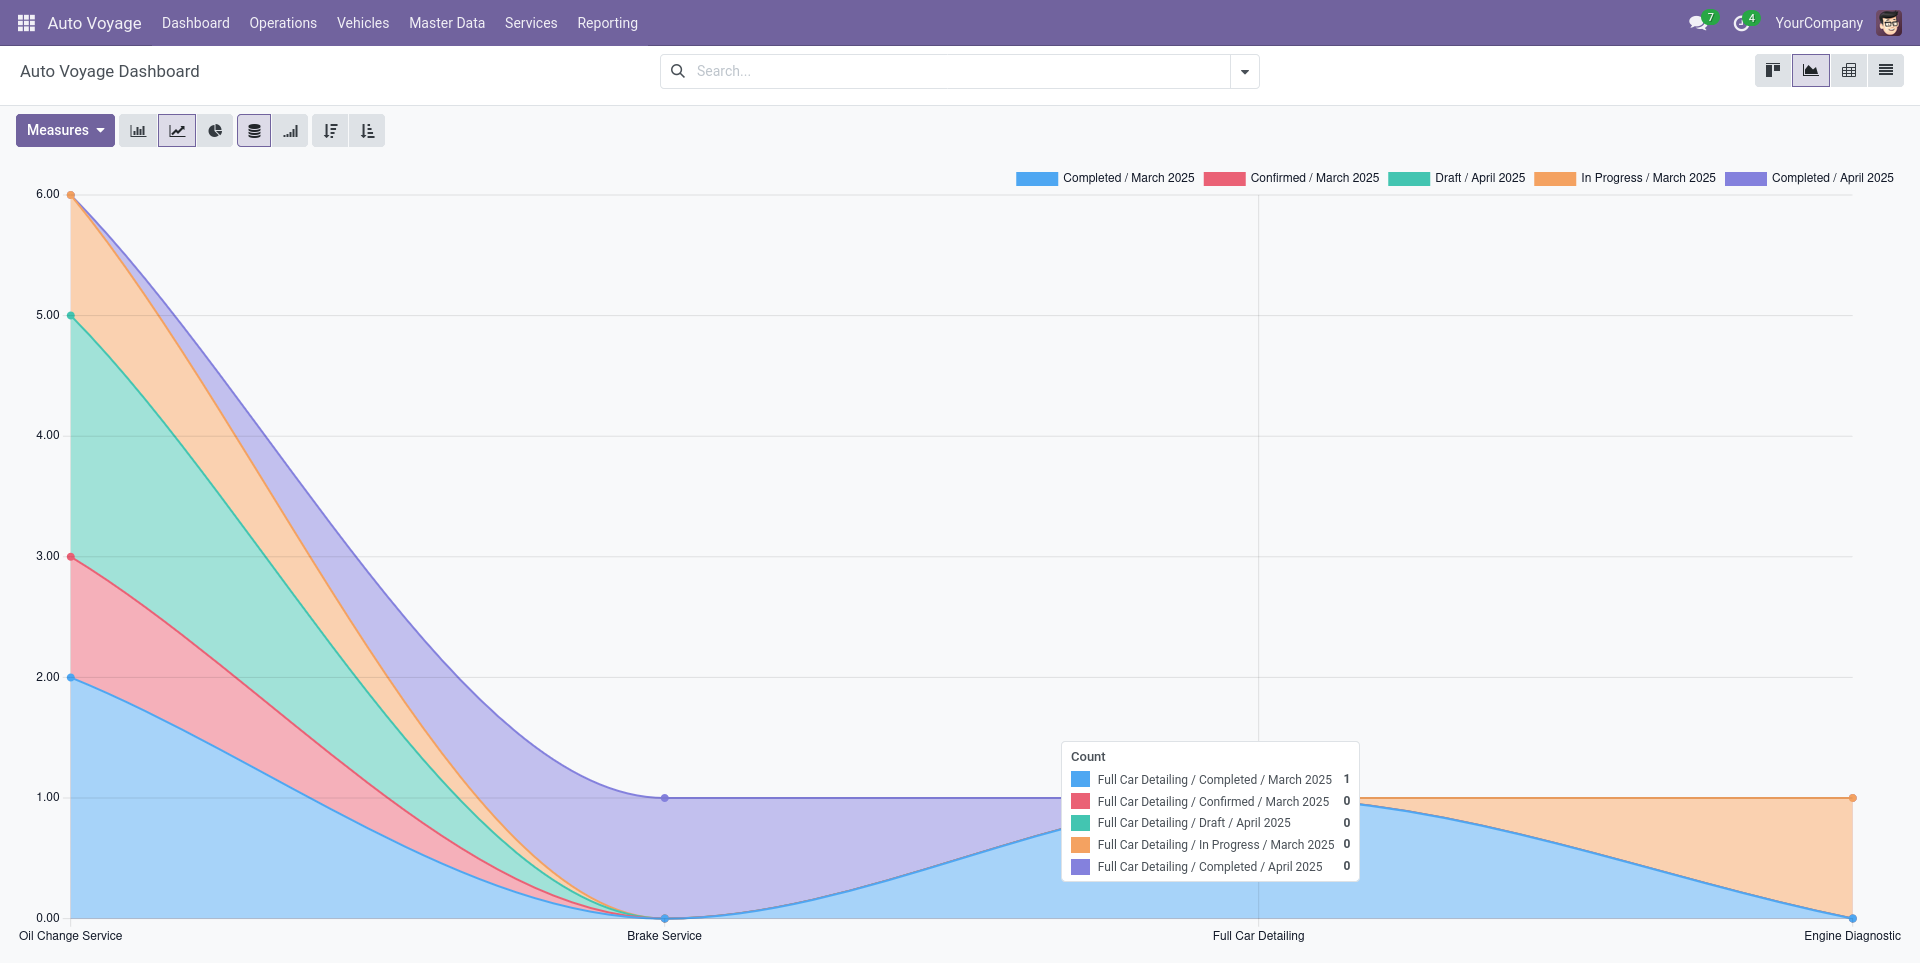 Auto Voyage Dashboard Operations Vehicles Master Data Services Reporting 7 4 YourCompany
Auto Voyage Dashboard Search...
Measures
Completed / March 2025 Confirmed / March 2025 Draft / April 2025 In Progress / March 2025 Completed / April 2025
6.00
5.00
4.00
3.00
2.00
1.00
0.00
Count
Full Car Detailing / Completed / March 2025 1
Full Car Detailing / Confirmed / March 2025 0
Full Car Detailing / Draft / April 2025 0
Full Car Detailing / In Progress / March 2025 0
Full Car Detailing / Completed / April 2025 0
Oil Change Service Brake Service Full Car Detailing Engine Diagnostic